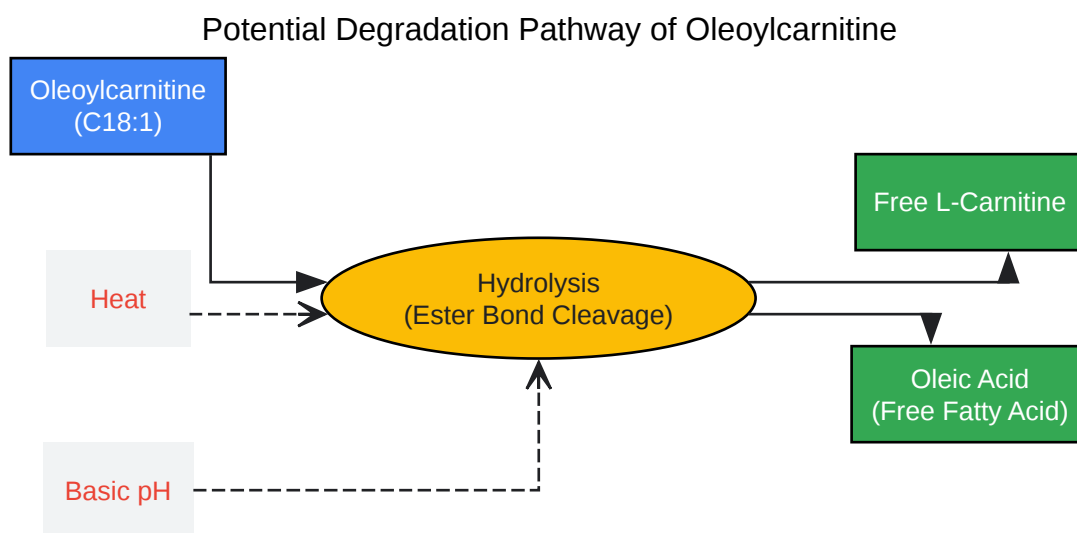 Potential Degradation Pathway of Oleoylcarnitine
Oleoylcarnitine
(C18:1)
Free L-Carnitine
Heat
Hydrolysis
(Ester Bond Cleavage)
Oleic Acid
(Free Fatty Acid)
Basic pH